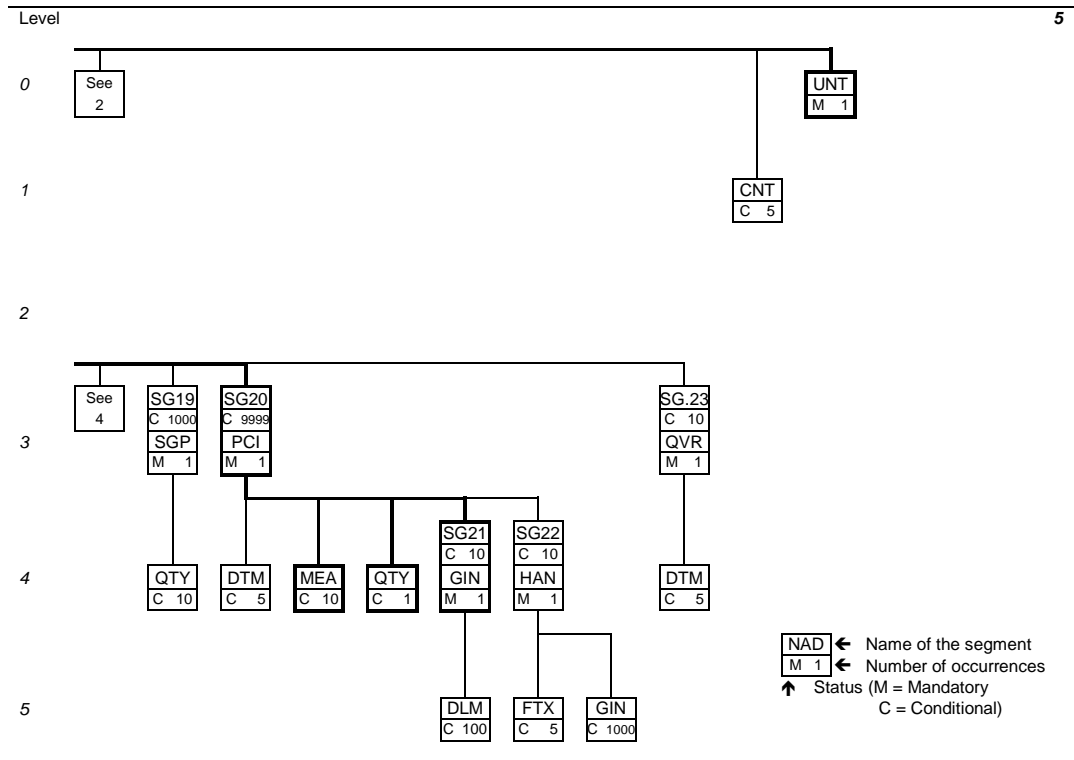 Level 5
0 See UNT
2 M 1
1 CNT
C 5
2
See SG19 SG20 SG.23
4 C 1000 C 9999 C 10
3 SGP PCI QVR
M 1 M 1 M 1
SG21 SG22
C 10 C 10
4 QTY DTM MEA QTY GIN HAN DTM
C 10 C 5 C 10 C 1 M 1 M 1 C 5
NAD 🡸 Name of the segment
M 1 🡸 Number of occurrences
🡹 Status (M = Mandatory
5 DLM FTX GIN C = Conditional)
C 100 C 5 C 1000